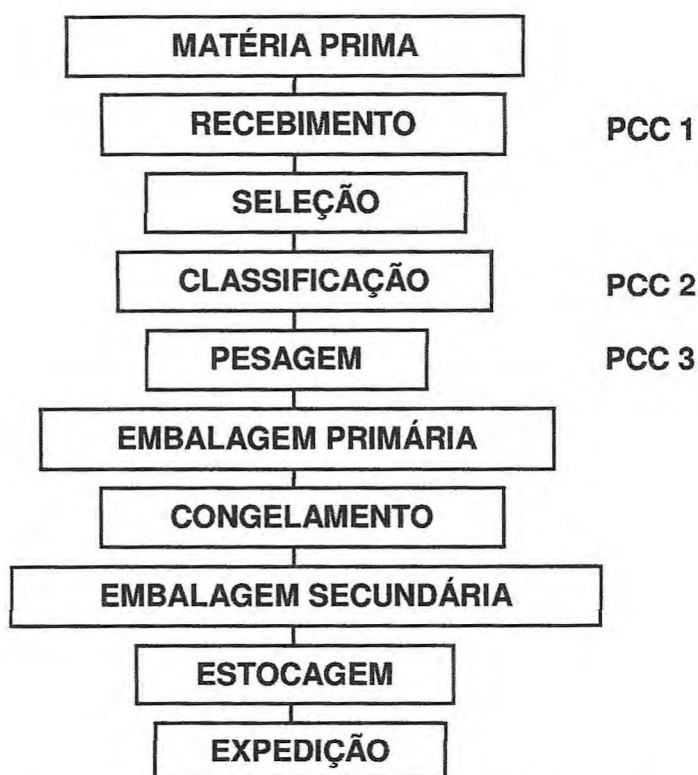 MATÉRIA PRIMA
RECEBIMENTO PCC 1
SELEÇÃO
CLASSIFICAÇÃO PCC 2
PESAGEM PCC 3
EMBALAGEM PRIMÁRIA
CONGELAMENTO
EMBALAGEM SECUNDÁRIA
ESTOCAGEM
EXPEDIÇÃO